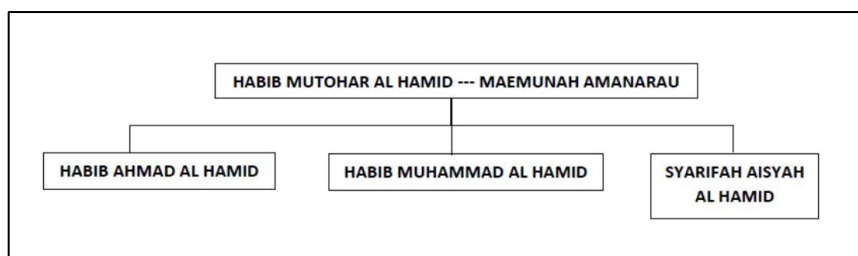 HABIB MUTOHAR AL HAMID --- MAEMUNAH AMANARAU
HABIB AHMAD AL HAMID
HABIB MUHAMMAD AL HAMID
SYARIFAH AISYAH
AL HAMID